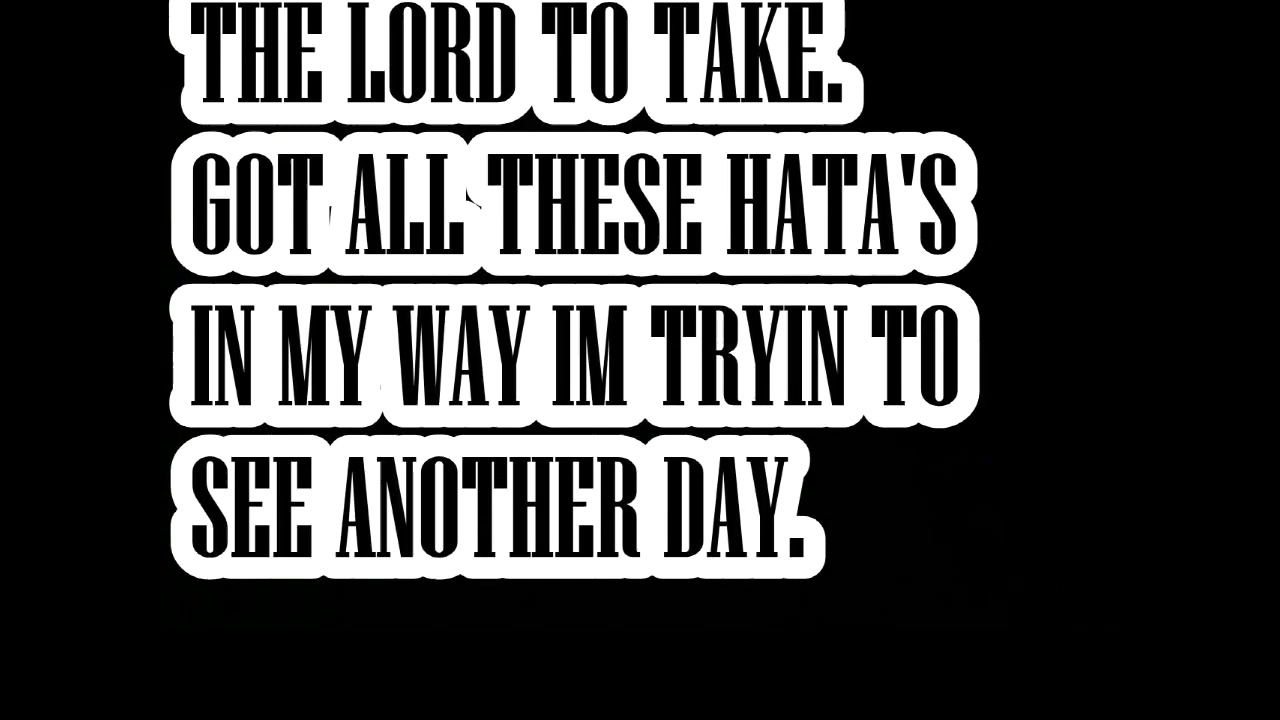 THE LORD TO TAKE.
GOT ALL THESE HATA'S
IN MY WAY IM TRYIN TO
SEE ANOTHER DAY.